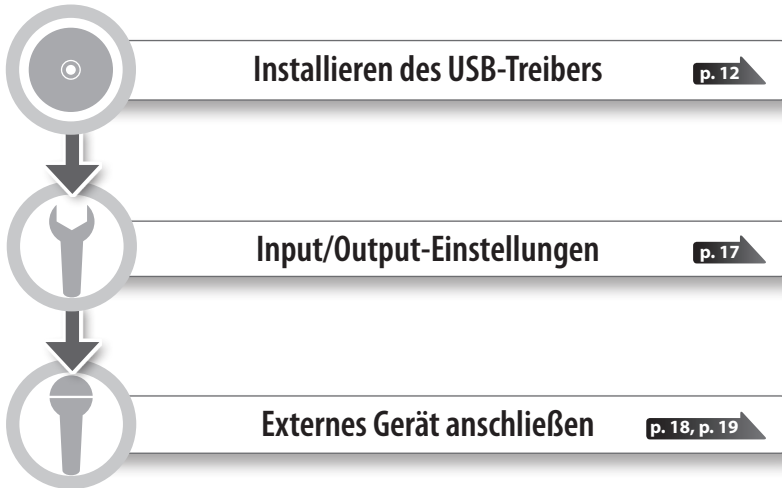 Installieren des USB-Treibers p. 12
Input/Output-Einstellungen p. 17
Externes Gerät anschließen p. 18, p. 19